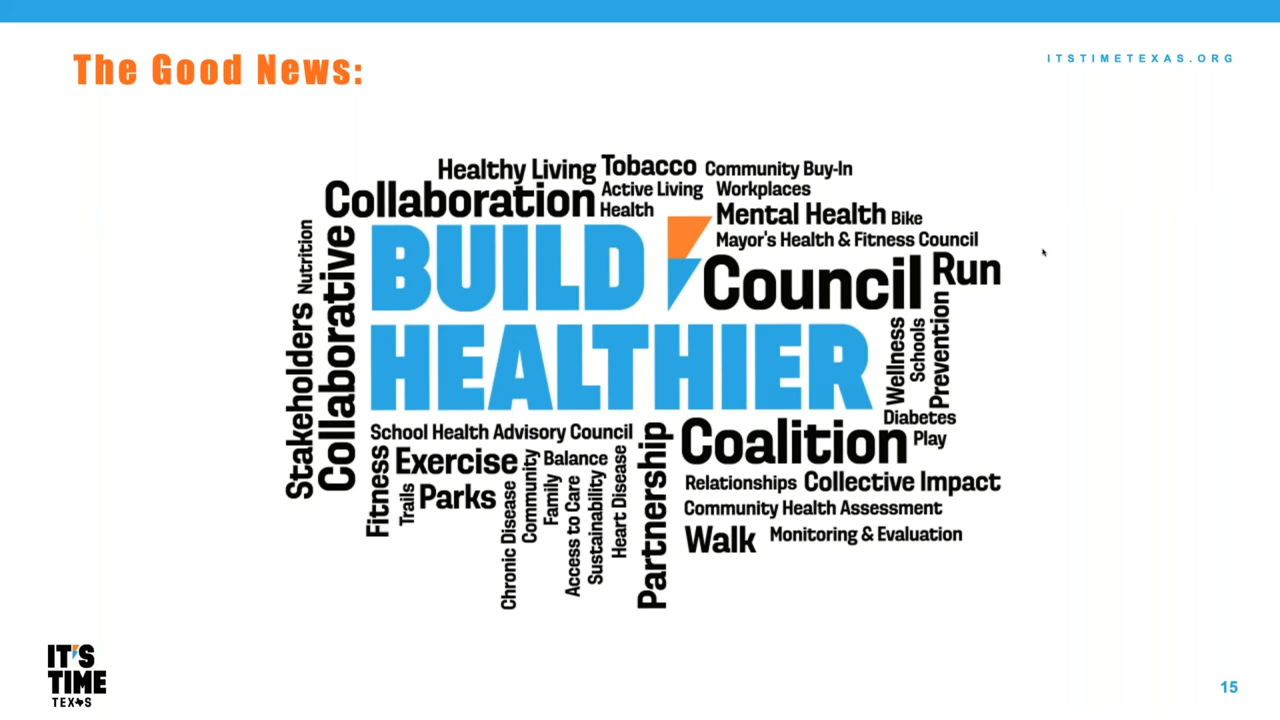 The Good News:
ITSTIMETEXAS.ORG
Healthy Living
Tobacco
Community Buy-In
Collaboration
Active Living
Workplaces
Health
Mental Health
Bike
Mayor's Health & Fitness Council
Nutrition
Stakeholders
Collaborative
BUILD
HEALTHIER
Council
Run
Wellness
Schools
Prevention
Diabetes
School Health Advisory Council
Coalition
Play
Fitness
Exercise
Balance
Trails
Parks
Chronic Disease
Community
Family
Access to Care
Sustainability
Heart Disease
Partnership
Relationships
Collective Impact
Community Health Assessment
Walk
Monitoring & Evaluation
IT'S
TIME
TEXAS
15